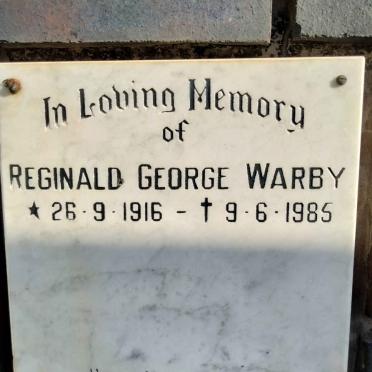 In Loving Memory
of
REGINALD GEORGE WARBY
★ 26·9·1916 – † 9·6·1985